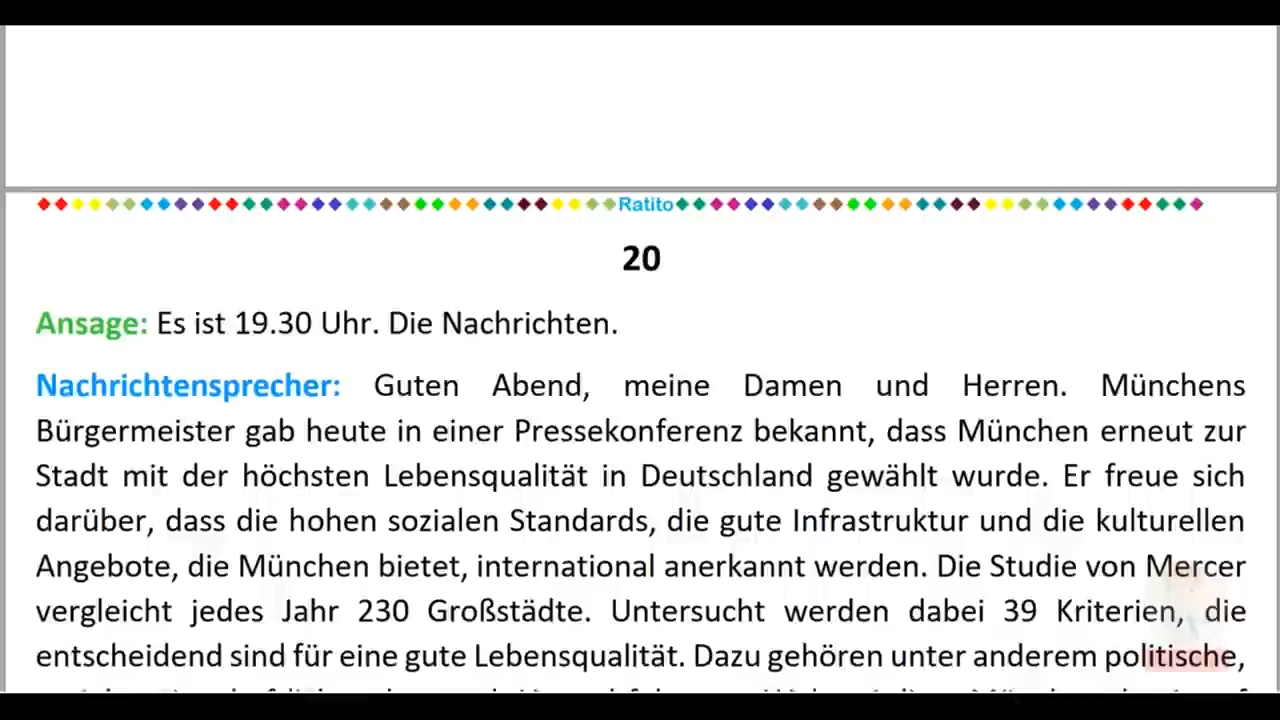 Ratito
20
Ansage: Es ist 19.30 Uhr. Die Nachrichten.
Nachrichtensprecher: Guten Abend, meine Damen und Herren. Münchens
Bürgermeister gab heute in einer Pressekonferenz bekannt, dass München erneut zur
Stadt mit der höchsten Lebensqualität in Deutschland gewählt wurde. Er freue sich
darüber, dass die hohen sozialen Standards, die gute Infrastruktur und die kulturellen
Angebote, die München bietet, international anerkannt werden. Die Studie von Mercer
vergleicht jedes Jahr 230 Großstädte. Untersucht werden dabei 39 Kriterien, die
entscheidend sind für eine gute Lebensqualität. Dazu gehören unter anderem politische,